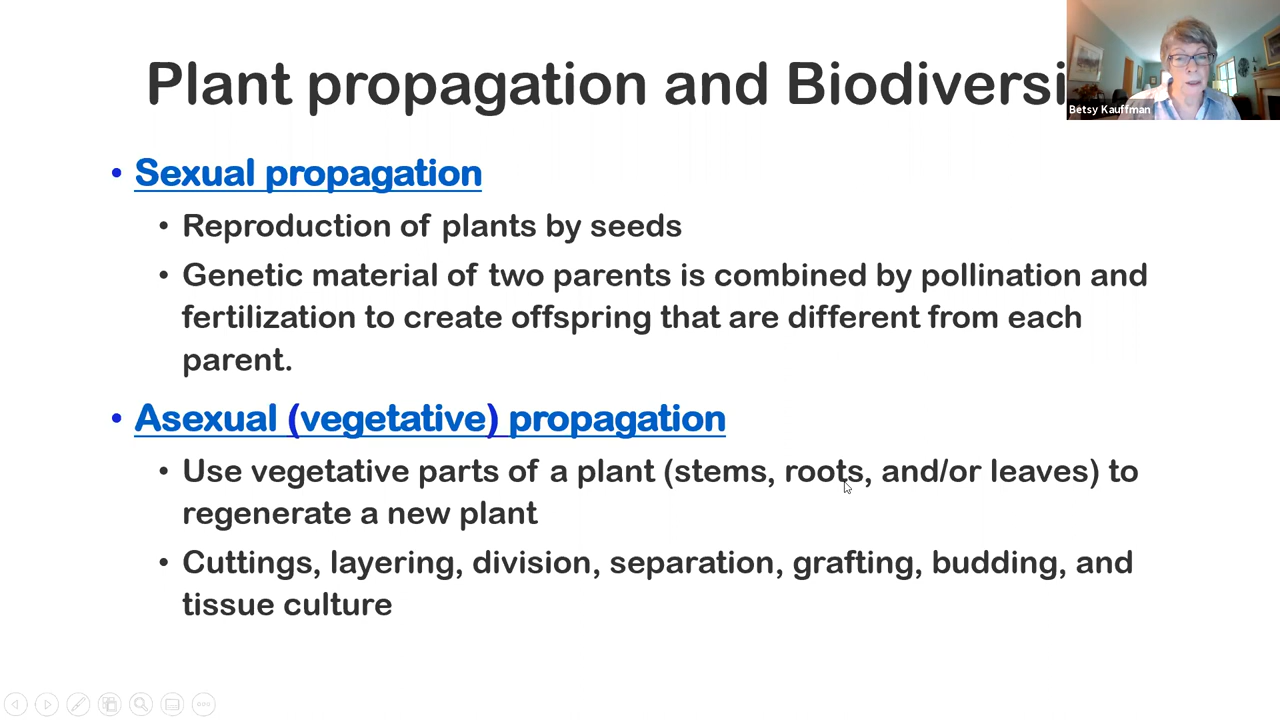 Plant propagation and Biodiversi
Betsy Kauffman
• Sexual propagation
• Reproduction of plants by seeds
• Genetic material of two parents is combined by pollination and
fertilization to create offspring that are different from each
parent.
• Asexual (vegetative) propagation
• Use vegetative parts of a plant (stems, roots, and/or leaves) to
regenerate a new plant
• Cuttings, layering, division, separation, grafting, budding, and
tissue culture